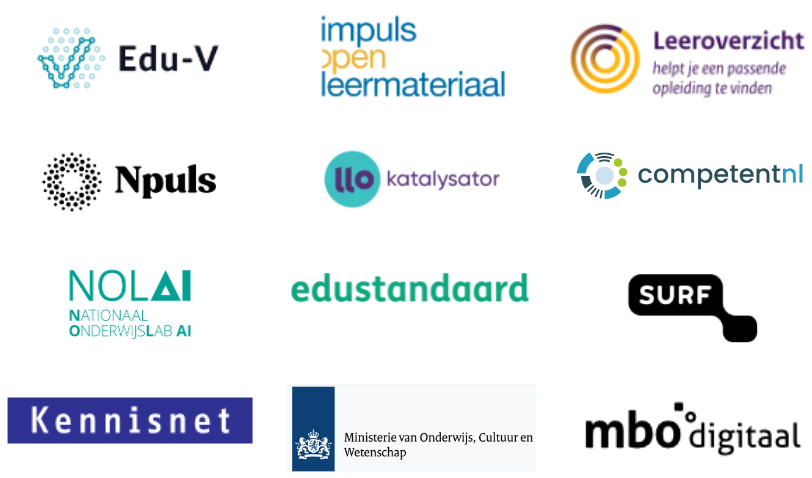 Edu-V
impuls
open
leermateriaal
Leeroverzicht
helpt je een passende
opleiding te vinden
Npuls
llo katalysator
competentnl
NOLAI
NATIONAAL
ONDERWIJSLAB AI
edustandaard
SURF
Kennisnet
Ministerie van Onderwijs, Cultuur en
Wetenschap
mbo digitaal